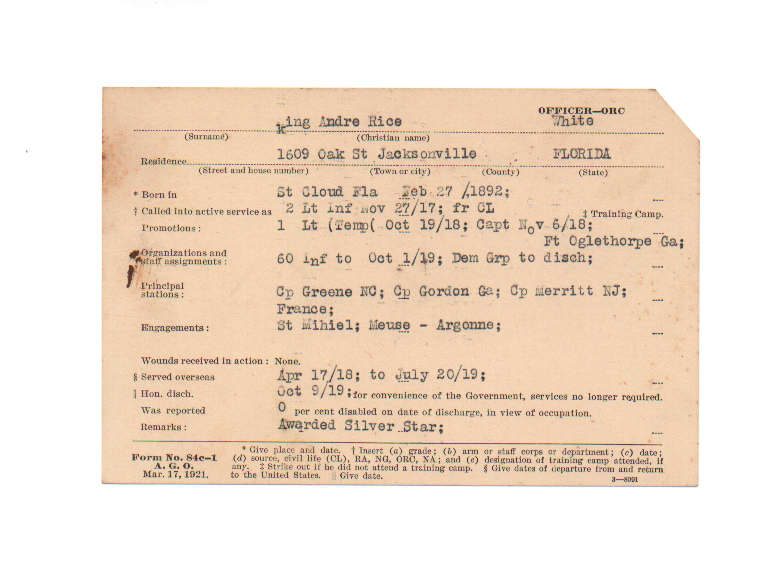 OFFICER—ORC
King Andre Rice White
(Surname) (Christian name)
Residence 1609 Oak St Jacksonville FLORIDA
(Street and house number) (Town or city) (County) (State)
* Born in St Cloud Fla Feb 27 /1892;
† Called into active service as 2 Lt Inf Nov 27/17; fr CL ‡ Training Camp.
Promotions: 1 Lt (Temp( Oct 19/18; Capt Nov 5/18;
Ft Oglethorpe Ga;
Organizations and
staff assignments: 60 Inf to Oct 1/19; Dem Grp to disch;
Principal
stations: Cp Greene NC; Cp Gordon Ga; Cp Merritt NJ;
France;
Engagements: St Mihiel; Meuse - Argonne;
Wounds received in action: None.
§ Served overseas Apr 17/18; to July 20/19;
|| Hon. disch. Oct 9/19; for convenience of the Government, services no longer required.
Was reported 0 per cent disabled on date of discharge, in view of occupation.
Remarks: Awarded Silver Star;
Form No. 84c—1
A. G. O.
Mar. 17, 1921.
* Give place and date. † Insert (a) grade; (b) arm or staff corps or department; (c) date;
(d) source, civil life (CL), RA, NG, ORC, NA; and (e) designation of training camp attended, if
any. ‡ Strike out if he did not attend a training camp. § Give dates of departure from and return
to the United States. || Give date.
3—8091